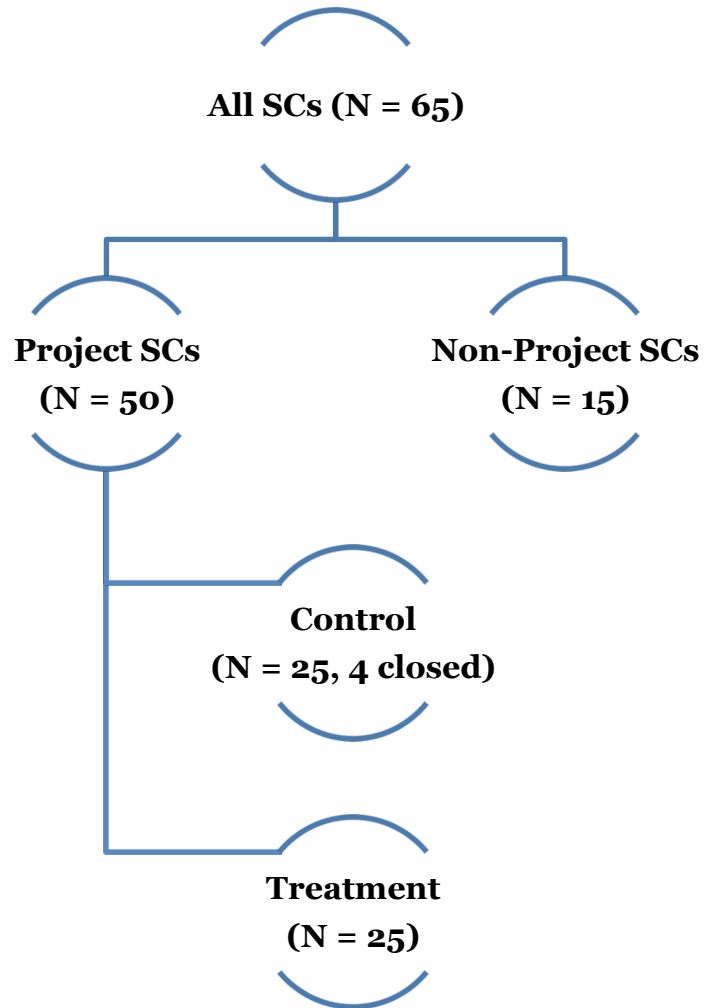 All SCs (N = 65)
Project SCs
(N = 50)
Non-Project SCs
(N = 15)
Control
(N = 25, 4 closed)
Treatment
(N = 25)